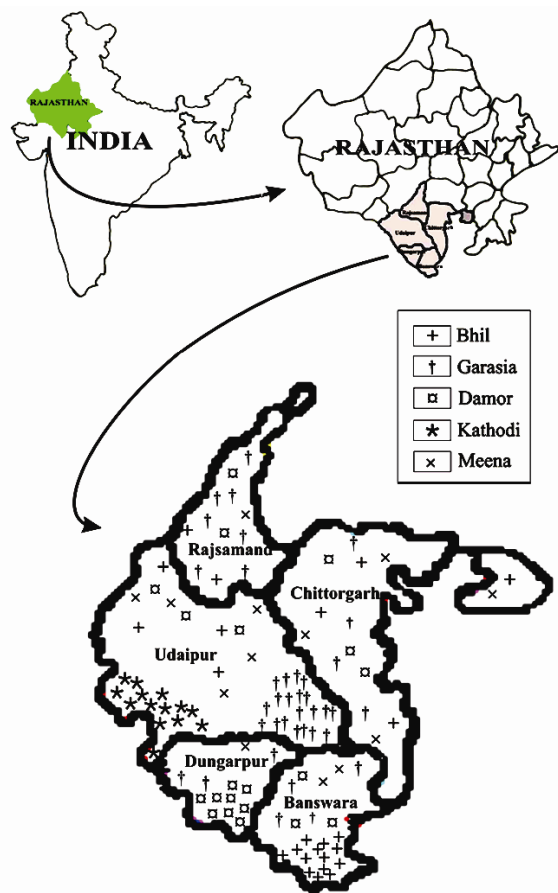 RAJASTHAN
INDIA
RAJASTHAN
Udaipur
Bhil
Garasia
Damor
Kathodi
Meena
Rajsamand
Chittorgarh
Udaipur
Dungarpur
Banswara